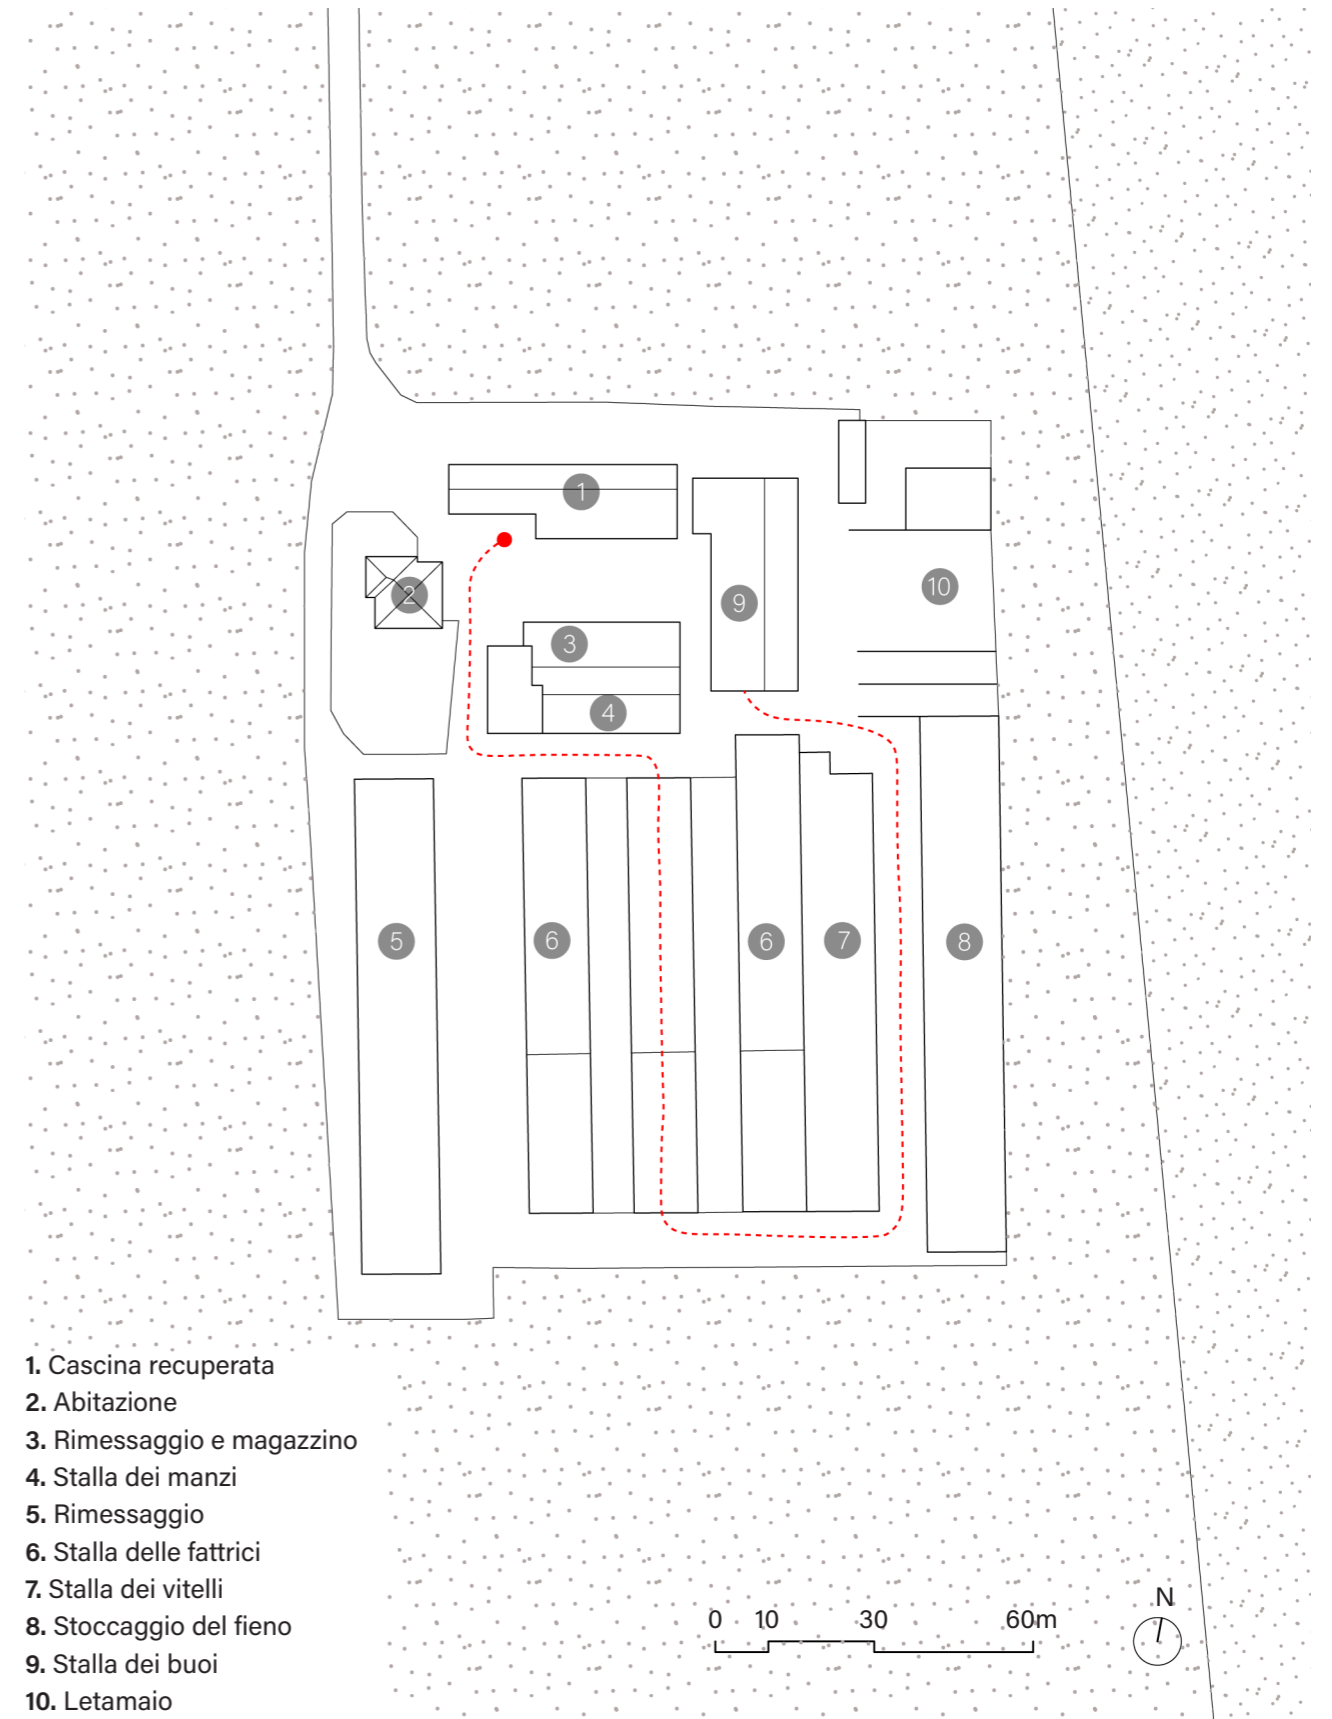 1
2
9
10
3
4
5
6
6
7
8
1. Cascina recuperata
2. Abitazione
3. Rimessaggio e magazzino
4. Stalla dei manzi
5. Rimessaggio
6. Stalla delle fattrici
7. Stalla dei vitelli
8. Stoccaggio del fieno
9. Stalla dei buoi
10. Letamaio
0 10 30 60m
N